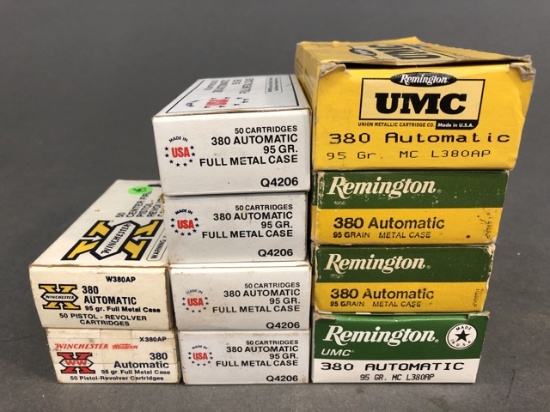 50
WINCHESTER
W380AP
WINCHESTER
380
AUTOMATIC
95 gr. Full Metal Case
50 PISTOL - REVOLVER
CARTRIDGES
X380AP
WINCHESTER Western
WW
380
Automatic
95 gr. Full Metal Case
50 Pistol-Revolver Cartridges
50 CARTRIDGES
MADE IN
USA
380 AUTOMATIC
95 GR.
FULL METAL CASE
Q4206
50 CARTRIDGES
MADE IN
USA
380 AUTOMATIC
95 GR.
FULL METAL CASE
Q4206
50 CARTRIDGES
MADE IN
USA
380 AUTOMATIC
95 GR.
FULL METAL CASE
Q4206
50 CARTRIDGES
MADE IN
USA
380 AUTOMATIC
95 GR.
FULL METAL CASE
Q4206
Remington
UMC
UNION METALLIC CARTRIDGE CO.
Made in U.S.A.
380 Automatic
95 Gr. MC L380AP
Remington
380 Automatic
95 GRAIN METAL CASE
Remington
380 Automatic
95 GRAIN METAL CASE
Remington
UMC
MADE
380 AUTOMATIC
95 GR. MC L380AP